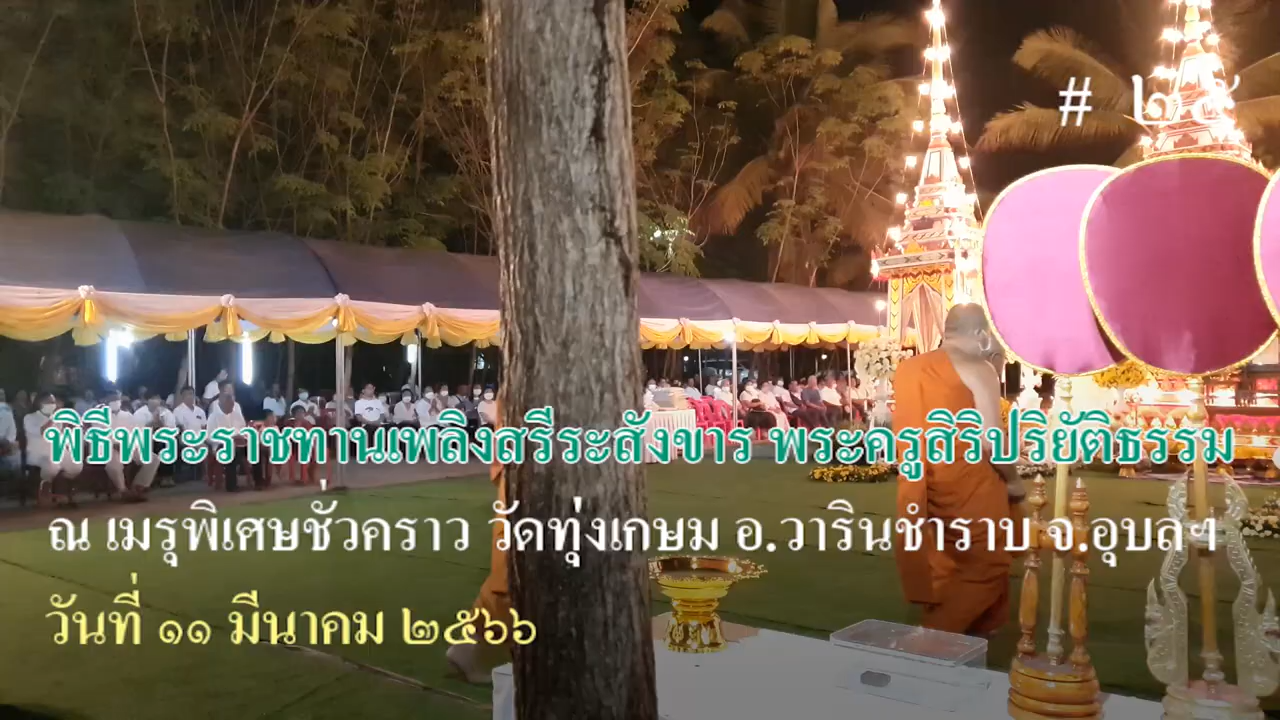 # ๒๕
พิธีพระราชทานเพลิงสรีระสังขาร พระครูสิริปริยัติธรรม
ณ เมรุพิเศษชั่วคราว วัดทุ่งเกษม อ.วารินชำราบ จ.อุบลฯ
วันที่ ๑๑ มีนาคม ๒๕๖๖